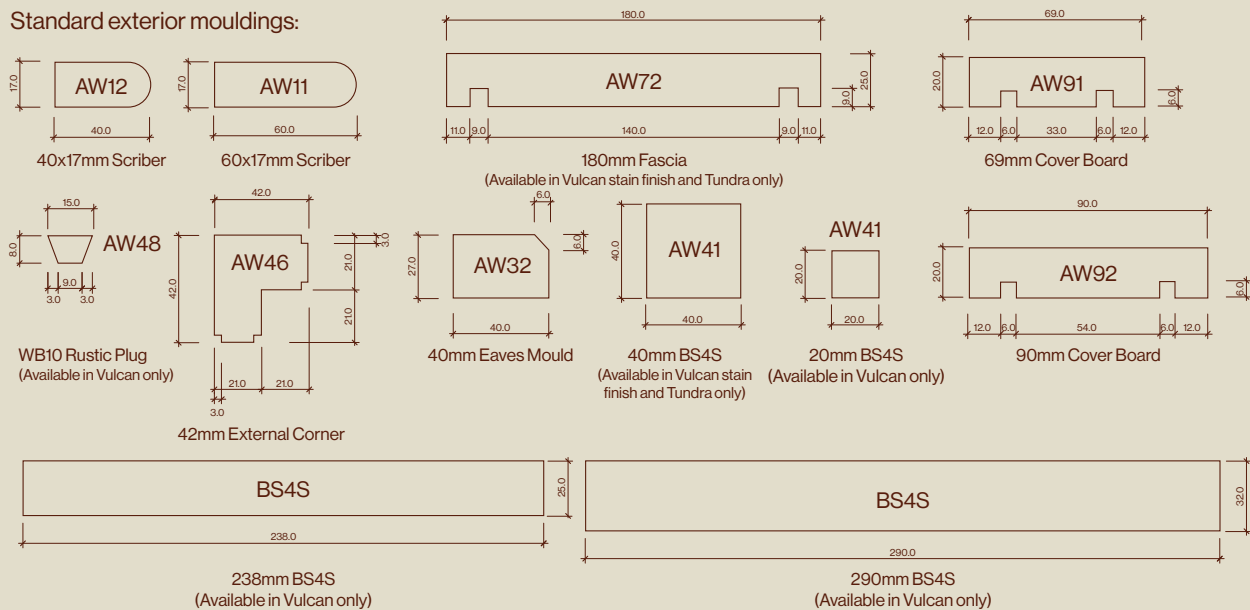 Standard exterior mouldings:
17.0
AW12
40.0
40x17mm Scriber
17.0
AW11
60.0
60x17mm Scriber
180.0
AW72
25.0
9.0
11.0 9.0 140.0 9.0 11.0
180mm Fascia
(Available in Vulcan stain finish and Tundra only)
69.0
20.0
AW91
6.0
12.0 6.0 33.0 6.0 12.0
69mm Cover Board
15.0
8.0
AW48
9.0
3.0 3.0
WB10 Rustic Plug
(Available in Vulcan only)
42.0
3.0
AW46
21.0
42.0
21.0
21.0 21.0
3.0
42mm External Corner
6.0
6.0
27.0
AW32
40.0
40mm Eaves Mould
40.0
AW41
40.0
40mm BS4S
(Available in Vulcan stain
finish and Tundra only)
AW41
20.0
20.0
20mm BS4S
(Available in Vulcan only)
90.0
20.0
AW92
6.0
12.0 6.0 54.0 6.0 12.0
90mm Cover Board
BS4S
25.0
238.0
238mm BS4S
(Available in Vulcan only)
BS4S
32.0
290.0
290mm BS4S
(Available in Vulcan only)